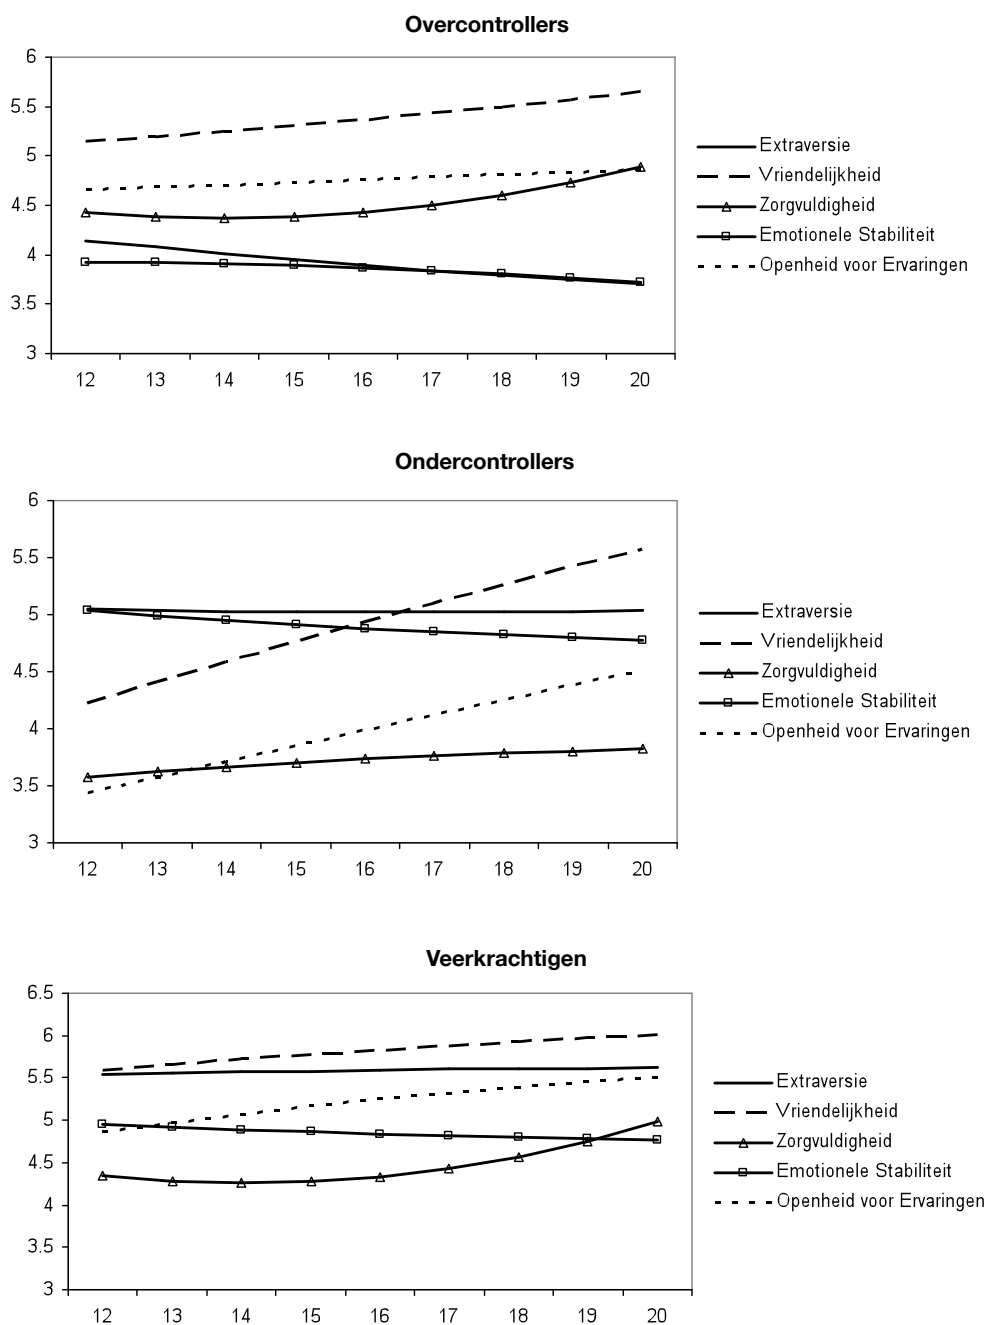 Overcontrollers
6
5.5
5
4.5
4
3.5
3
12 13 14 15 16 17 18 19 20
Extraversie
Vriendelijkheid
Zorgvuldigheid
Emotionele Stabiliteit
Openheid voor Ervaringen
Ondercontrollers
6
5.5
5
4.5
4
3.5
3
12 13 14 15 16 17 18 19 20
Extraversie
Vriendelijkheid
Zorgvuldigheid
Emotionele Stabiliteit
Openheid voor Ervaringen
Veerkrachtigen
6.5
6
5.5
5
4.5
4
3.5
3
12 13 14 15 16 17 18 19 20
Extraversie
Vriendelijkheid
Zorgvuldigheid
Emotionele Stabiliteit
Openheid voor Ervaringen